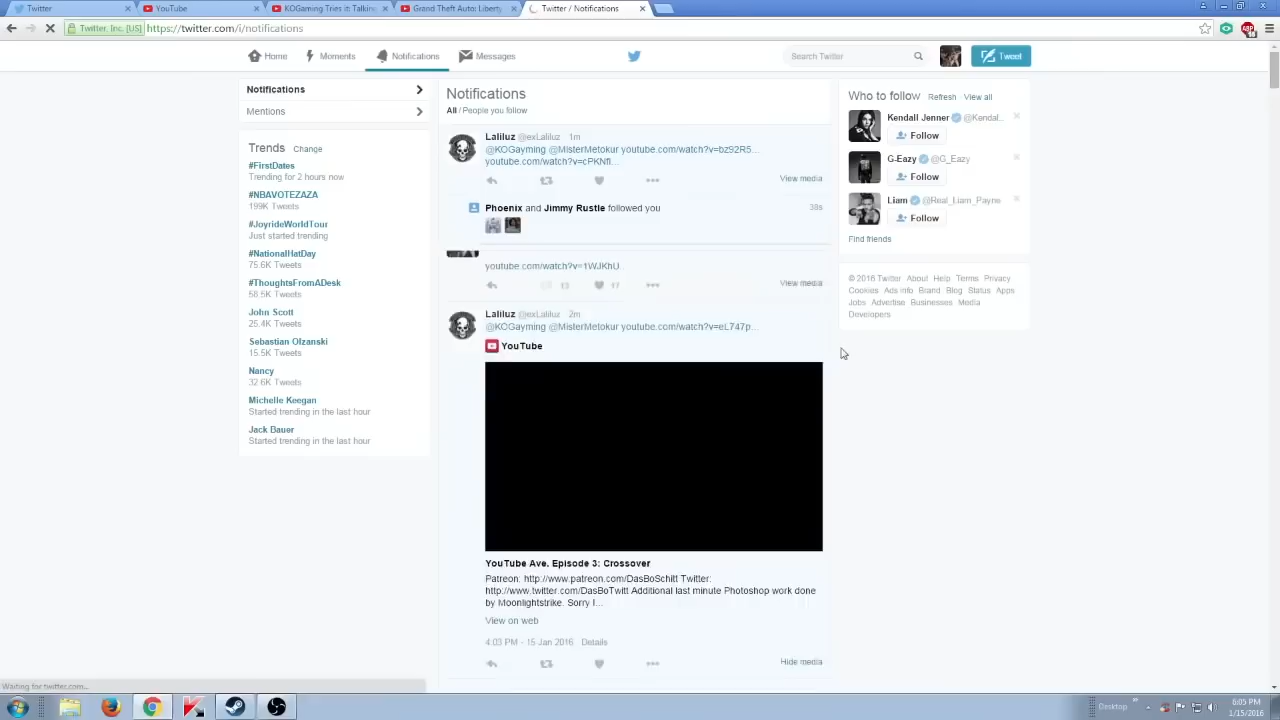 Twitter
YouTube
KOGaming Tries it Talking
Grand Theft Auto: Liberty
Twitter / Notifications
Twitter, Inc. [US]
https://twitter.com/i/notifications
Home
Moments
Notifications
Messages
Search Twitter
Tweet
Notifications
Mentions
Trends Change
#FirstDates
Trending for 2 hours now
#NBAVOTEZAZA
199K Tweets
#JoyrideWorldTour
Just started trending
#NationalHatDay
75.6K Tweets
#ThoughtsFromADesk
58.5K Tweets
John Scott
25.4K Tweets
Sebastian Olzanski
15.5K Tweets
Nancy
32.6K Tweets
Michelle Keegan
Started trending in the last hour
Jack Bauer
Started trending in the last hour
Notifications
All / People you follow
Laliluz @exLaliluz 1m
@KOGayming @MisterMetokur youtube.com/watch?v=bz92R5...
youtube.com/watch?v=cPKNfl...
View media
Phoenix and Jimmy Rustle followed you
38s
youtube.com/watch?v=1WJKhU
17
View media
Laliluz @exLaliluz 2m
@KOGayming @MisterMetokur youtube.com/watch?v=eL747p...
YouTube
YouTube Ave. Episode 3: Crossover
Patreon: http://www.patreon.com/DasBoSchitt Twitter:
http://www.twitter.com/DasBoTwitt Additional last minute Photoshop work done
by Moonlightstrike. Sorry I...
View on web
4:03 PM - 15 Jan 2016 Details
Hide media
Who to follow Refresh View all
Kendall Jenner @Kendal...
Follow
G-Eazy @G_Eazy
Follow
Liam @Real_Liam_Payne
Follow
Find friends
© 2016 Twitter About Help Terms Privacy
Cookies Ads info Brand Blog Status Apps
Jobs Advertise Businesses Media
Developers
Waiting for twitter.com...
Desktop
6:05 PM
1/15/2016